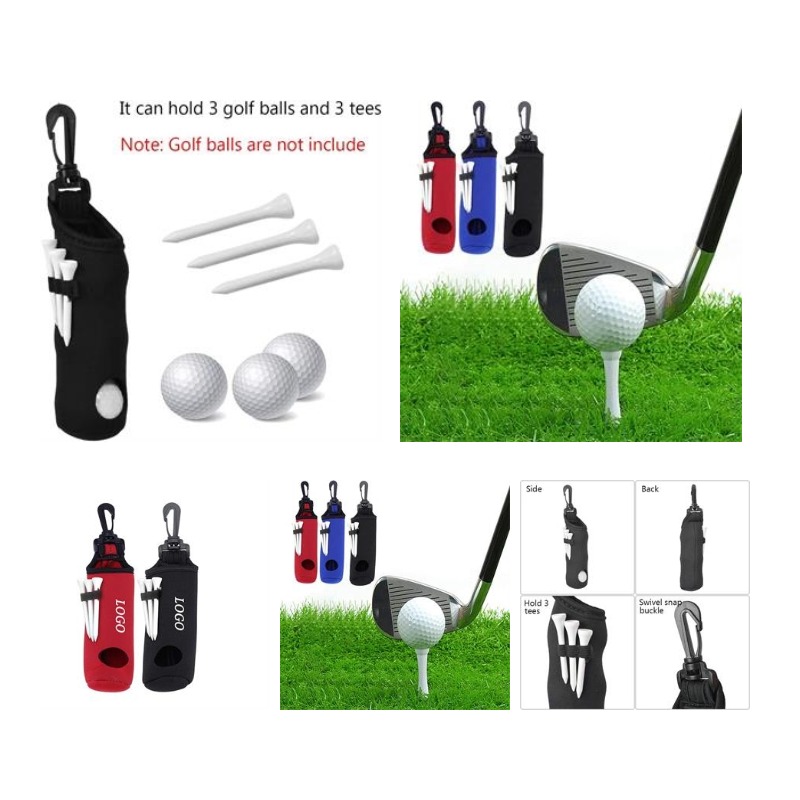 It can hold 3 golf balls and 3 tees
Note: Golf balls are not include
LOGO
LOGO
Side
Back
Hold 3
tees
Swivel snap
buckle